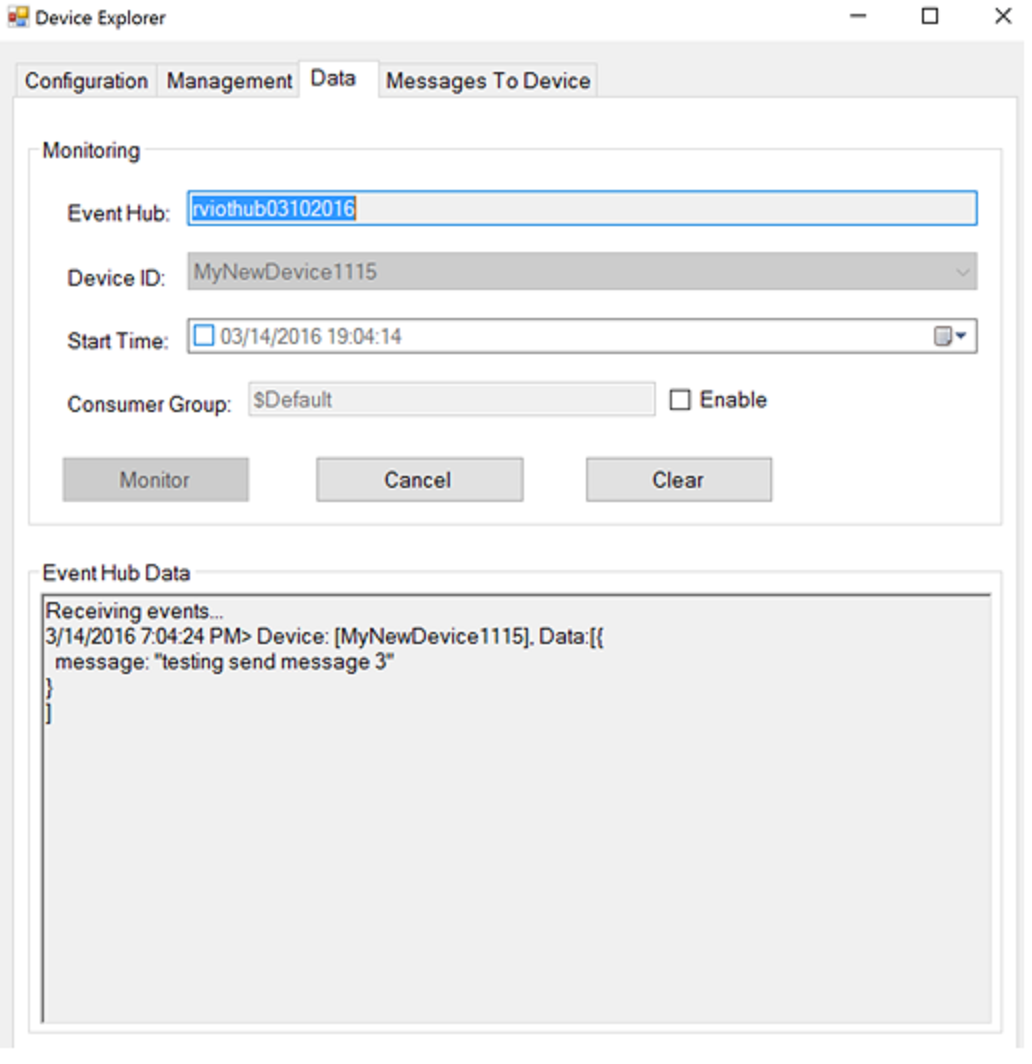 Device Explorer
Configuration Management Data Messages To Device
Monitoring
Event Hub: rviothub03102016
Device ID: MyNewDevice1115
Start Time: 03/14/2016 19:04:14
Consumer Group: $Default Enable
Monitor Cancel Clear
Event Hub Data
Receiving events...
3/14/2016 7:04:24 PM> Device: [MyNewDevice1115], Data:[{
message: "testing send message 3"
}
]